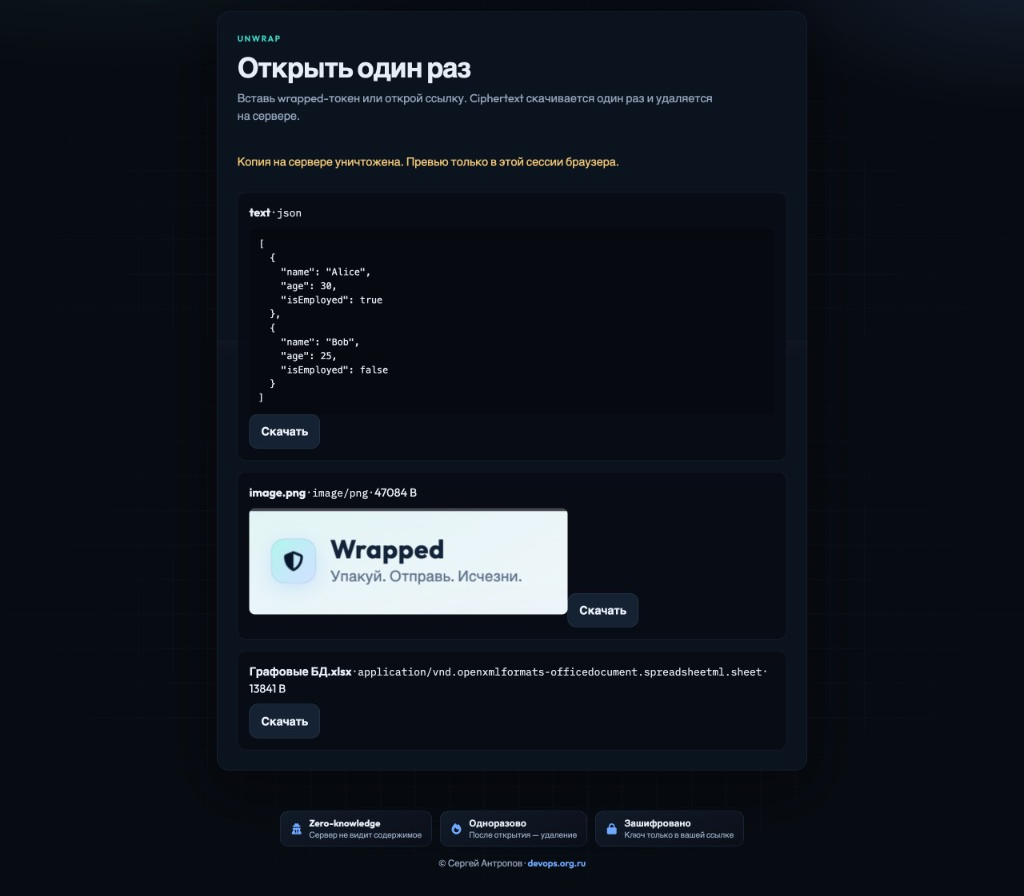 UNWRAP
Открыть один раз
Вставь wrapped-токен или открой ссылку. Ciphertext скачивается один раз и удаляется
на сервере.
Копия на сервере уничтожена. Превью только в этой сессии браузера.
text · json
[
  {
    "name": "Alice",
    "age": 30,
    "isEmployed": true
  },
  {
    "name": "Bob",
    "age": 25,
    "isEmployed": false
  }
]
Скачать
image.png · image/png · 47084 B
Wrapped
Упакуй. Отправь. Исчезни.
Скачать
Графовые БД.xlsx · application/vnd.openxmlformats-officedocument.spreadsheetml.sheet ·
13841 B
Скачать
Zero-knowledge
Сервер не видит содержимое
Одноразово
После открытия — удаление
Зашифровано
Ключ только в вашей ссылке
© Сергей Антропов · devops.org.ru